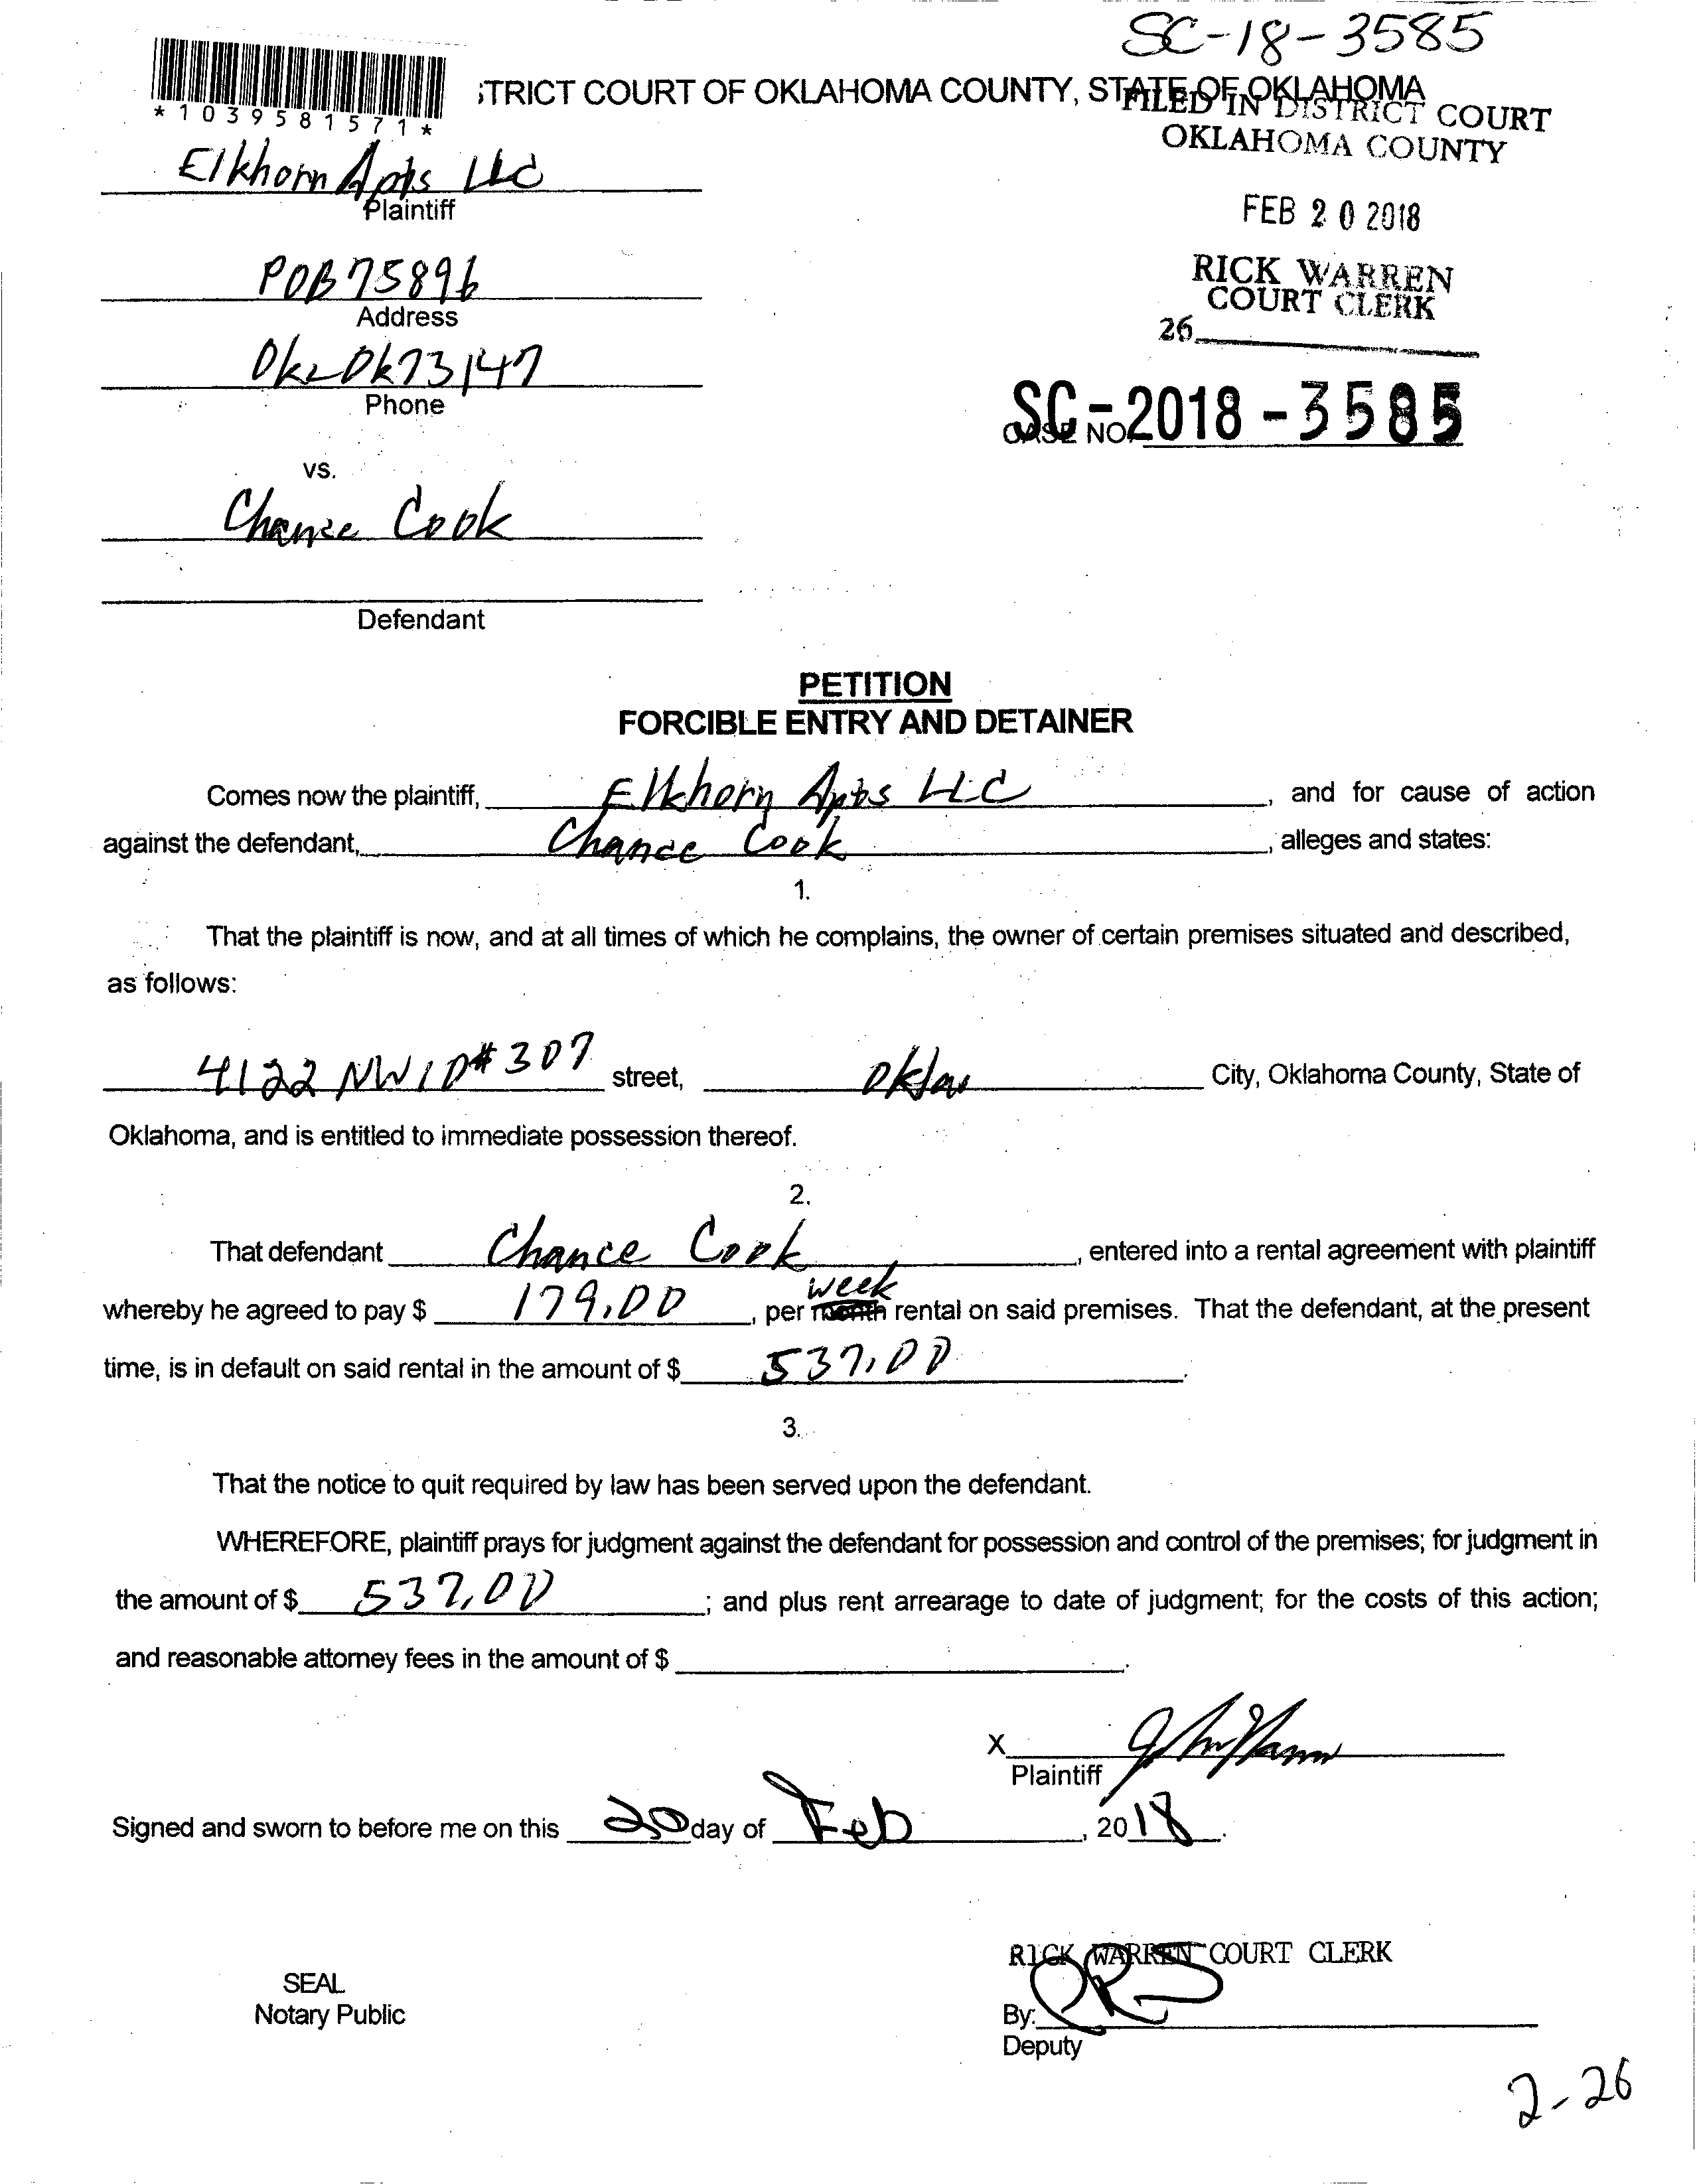 SC-18-3585
*1039581571*
STRICT COURT OF OKLAHOMA COUNTY, STATE OF OKLAHOMA
FILED IN DISTRICT COURT
OKLAHOMA COUNTY
Elkhorn Apts LLC
Plaintiff
FEB 20 2018
POB 75896
Address
RICK WARREN
COURT CLERK
26
Ok73147
Phone
SC-2018-3585
CASE NO.
vs.
Chance Cook
Defendant
PETITION
FORCIBLE ENTRY AND DETAINER
Comes now the plaintiff, Elkhorn Apts LLC, and for cause of action
against the defendant, Chance Cook, alleges and states:
1.
That the plaintiff is now, and at all times of which he complains, the owner of certain premises situated and described,
as follows:
4122 NW10 #307 street, City, Oklahoma County, State of
Oklahoma, and is entitled to immediate possession thereof.
2.
That defendant Chance Cook, entered into a rental agreement with plaintiff
week
whereby he agreed to pay $ 179.00, per month rental on said premises. That the defendant, at the present
time, is in default on said rental in the amount of $ 537.00.
3.
That the notice to quit required by law has been served upon the defendant.
WHEREFORE, plaintiff prays for judgment against the defendant for possession and control of the premises; for judgment in
the amount of $ 537.00; and plus rent arrearage to date of judgment; for the costs of this action;
and reasonable attorney fees in the amount of $.
X
Plaintiff
Signed and sworn to before me on this 20 day of Feb, 2018.
RICK WARREN COURT CLERK
SEAL
Notary Public
By:
Deputy
2-26